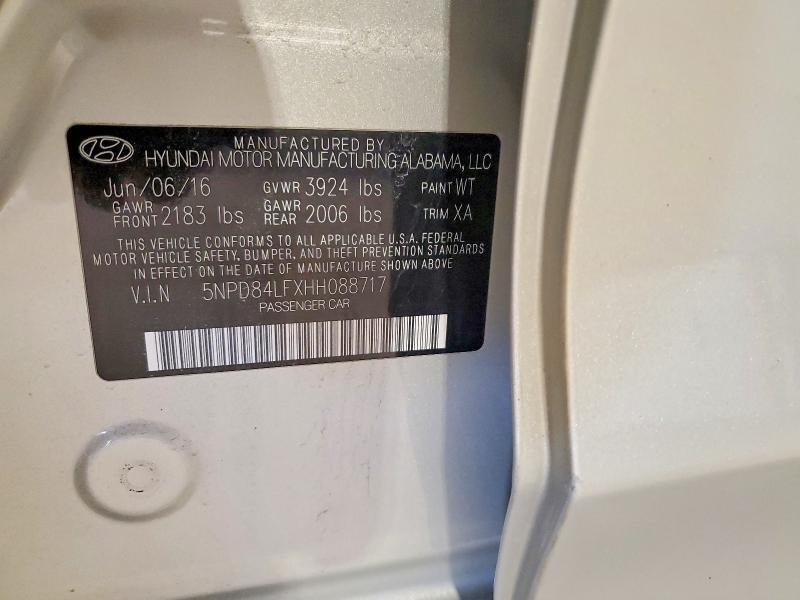 MANUFACTURED BY
HYUNDAI MOTOR MANUFACTURING ALABAMA, LLC
Jun/06/16 GVWR 3924 lbs PAINT WT
GAWR FRONT 2183 lbs GAWR REAR 2006 lbs TRIM XA
THIS VEHICLE CONFORMS TO ALL APPLICABLE U.S.A. FEDERAL
MOTOR VEHICLE SAFETY, BUMPER, AND THEFT PREVENTION STANDARDS
IN EFFECT ON THE DATE OF MANUFACTURE SHOWN ABOVE
V.I.N 5NPD84LFXHH088717
PASSENGER CAR